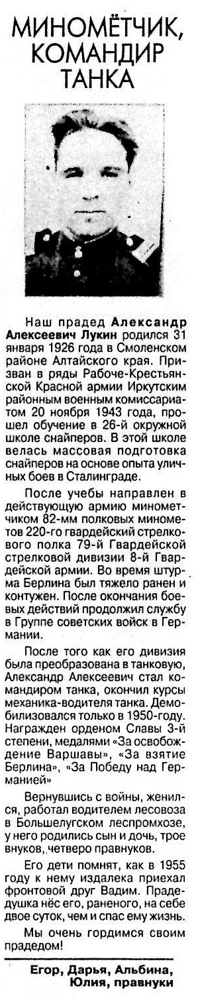 МИНОМЁТЧИК,
КОМАНДИР
ТАНКА
Наш прадед Александр
Алексеевич Лукин родился 31
января 1926 года в Смоленском
районе Алтайского края. При-
зван в ряды Рабоче-Крестьян-
ской Красной армии Иркутским
районным военным комиссариа-
том 20 ноября 1943 года, про-
шел обучение в 26-й окружной
школе снайперов. В этой школе
велась массовая подготовка
снайперов на основе опыта улич-
ных боев в Сталинграде.
После учебы направлен в
действующую армию миномет-
чиком 82-мм полковых миноме-
тов 220-го гвардейский стрелко-
вого полка 79-й Гвардейской
стрелковой дивизии 8-й Гвар-
дейской армии. Во время штур-
ма Берлина был тяжело ранен и
контужен. После окончания бое-
вых действий продолжил службу
в Группе советских войск в Гер-
мании.
После того как его дивизия
была преобразована в танковую,
Александр Алексеевич стал ко-
мандиром танка, окончил курсы
механика-водителя танка. Демо-
билизовался только в 1950-году.
Награжден орденом Славы 3-й
степени, медалями «За освобож-
дение Варшавы», «За взятие
Берлина», «За Победу над Гер-
манией»
Вернувшись с войны, женил-
ся, работал водителем лесовоза
в Большелугском леспромхозе,
у него родились сын и дочь, трое
внуков, четверо правнуков.
Его дети помнят, как в 1955
году к нему издалека приехал
фронтовой друг Вадим. Праде-
душка нёс его, раненого, на себе
двое суток, чем и спас ему жизнь.
Мы очень гордимся своим
прадедом!
Егор, Дарья, Альбина,
Юлия, правнуки